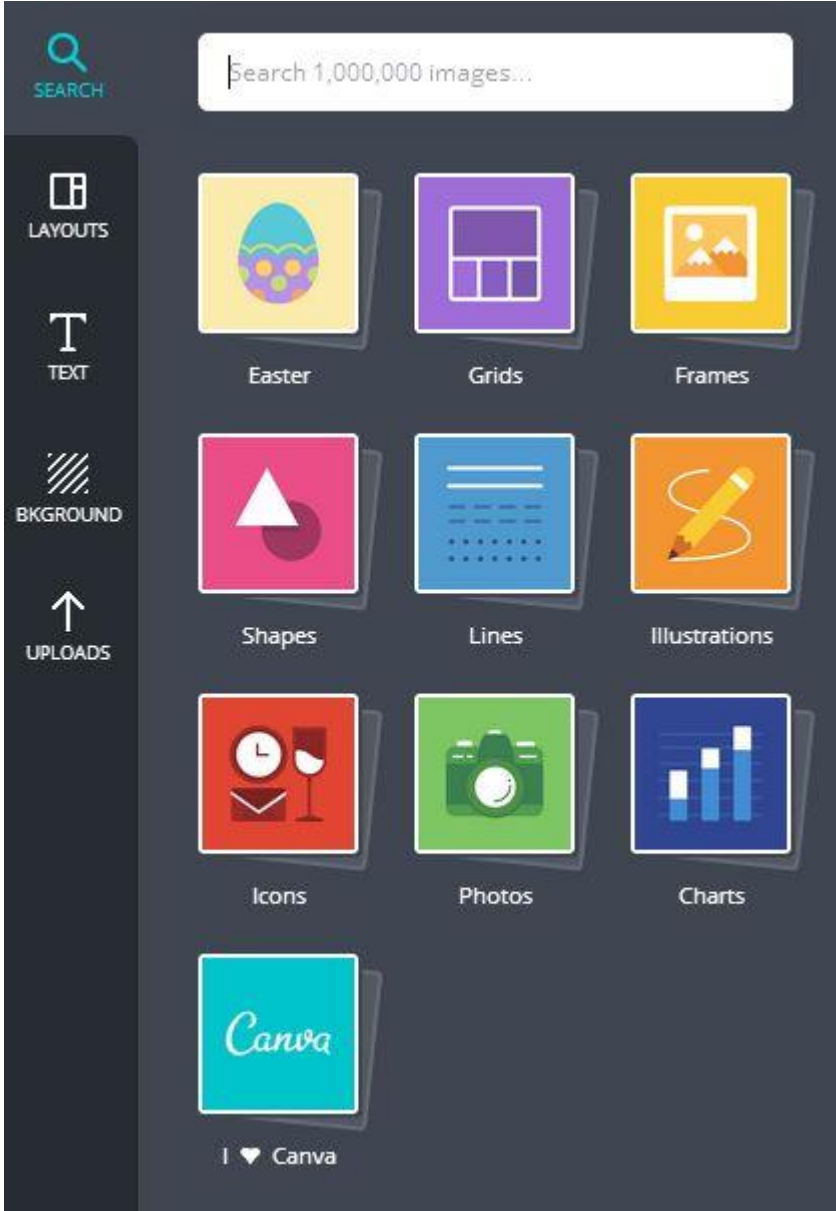 SEARCH
Search 1,000,000 images...
LAYOUTS
TEXT
BKGROUND
UPLOADS
Easter
Grids
Frames
Shapes
Lines
Illustrations
Icons
Photos
Charts
Canva
I ♥ Canva